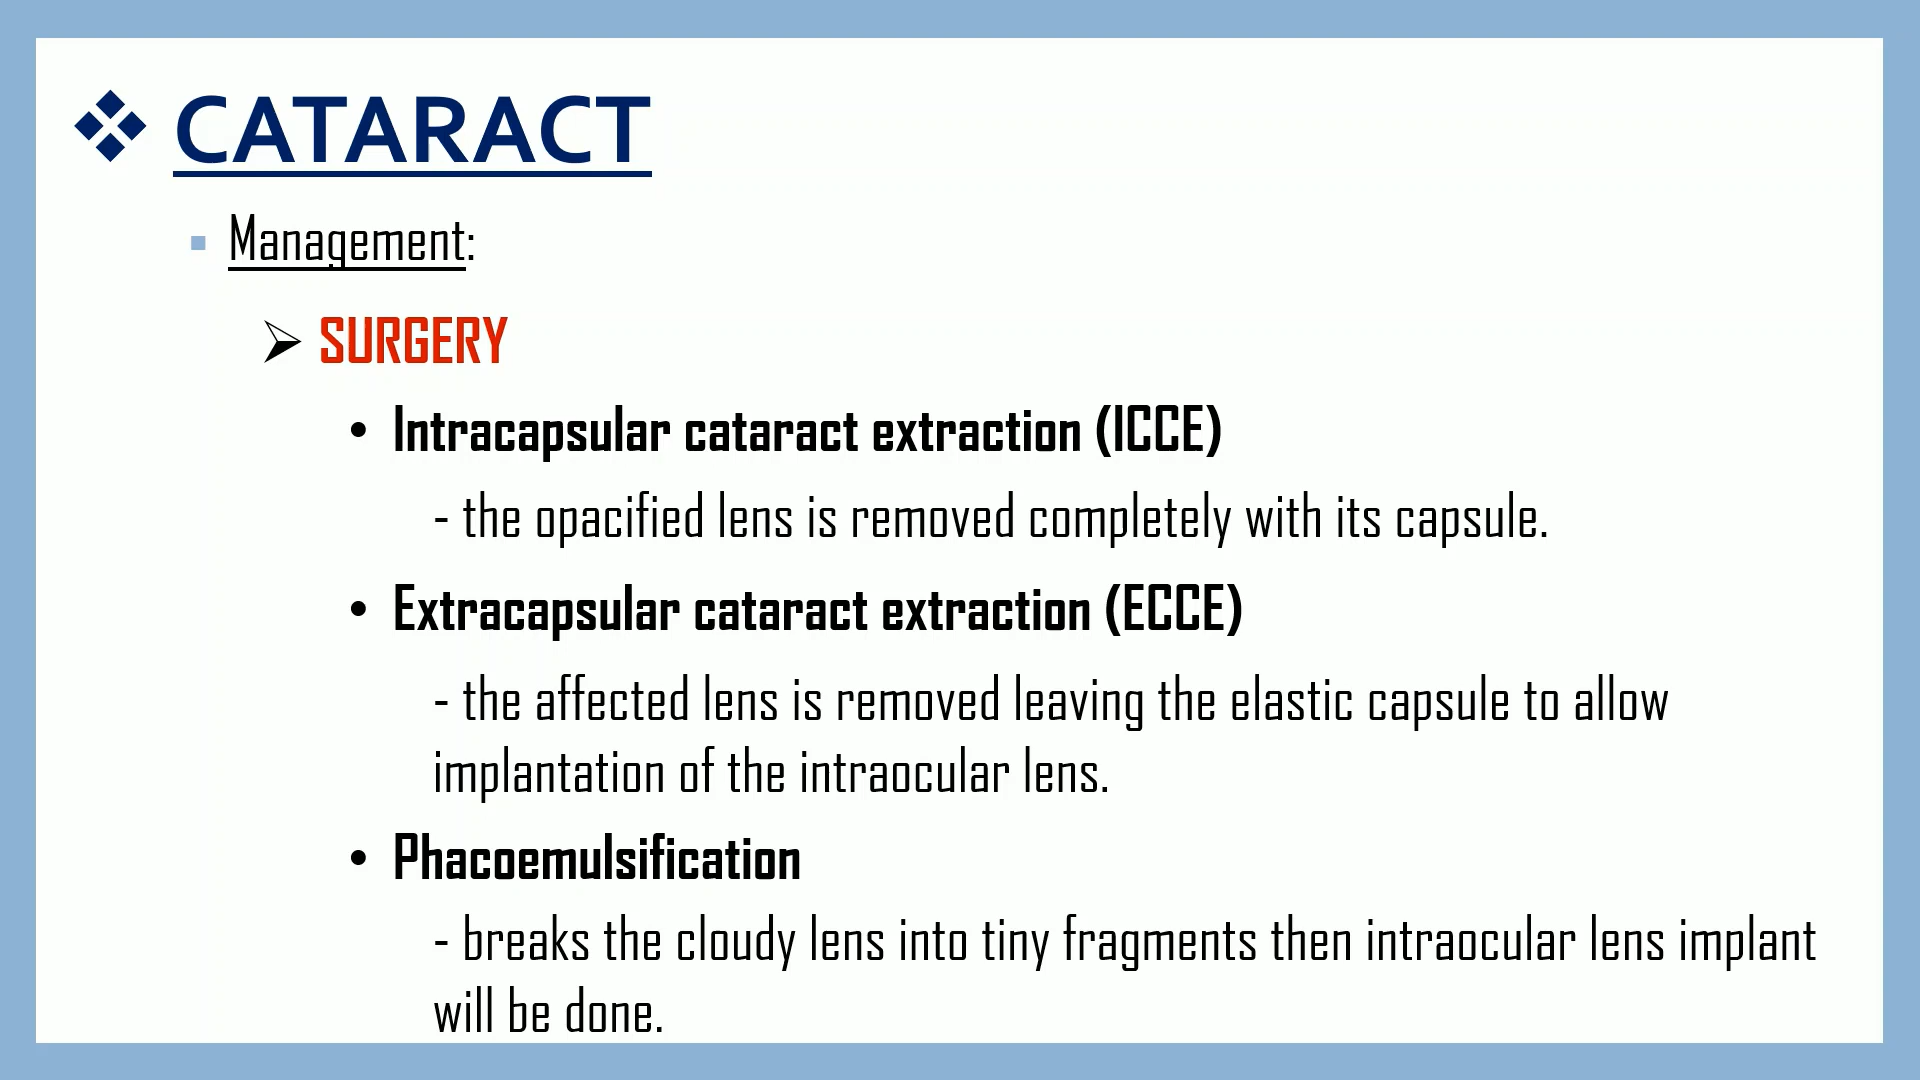 ❖ CATARACT
▪ Management:
➢ SURGERY
• Intracapsular cataract extraction (ICCE)
- the opacified lens is removed completely with its capsule.
• Extracapsular cataract extraction (ECCE)
- the affected lens is removed leaving the elastic capsule to allow
implantation of the intraocular lens.
• Phacoemulsification
- breaks the cloudy lens into tiny fragments then intraocular lens implant
will be done.